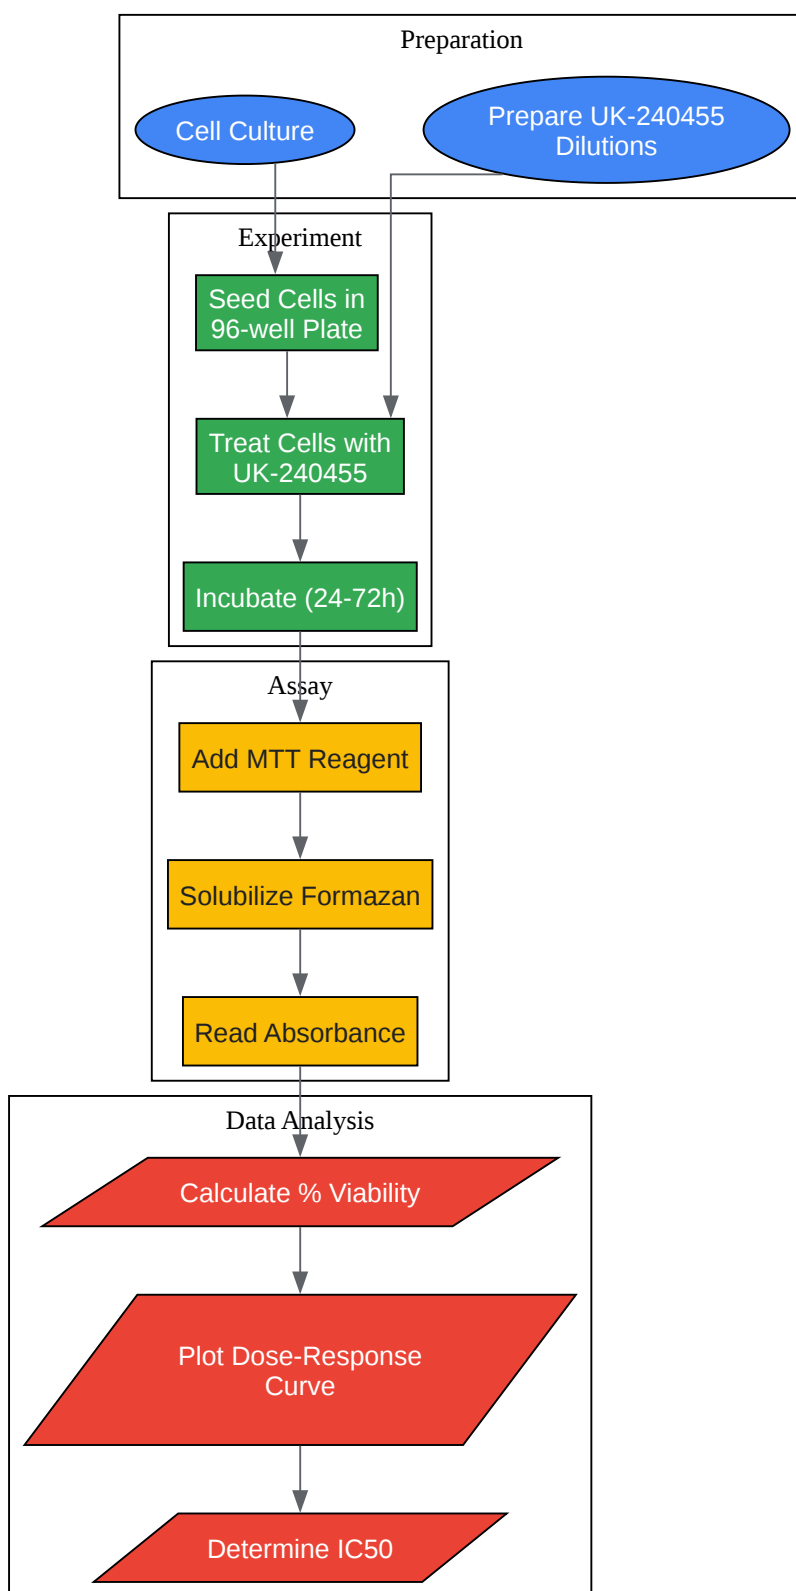 Preparation
Cell Culture
Prepare UK-240455
Dilutions
Experiment
Seed Cells in
96-well Plate
Treat Cells with
UK-240455
Incubate (24-72h)
Assay
Add MTT Reagent
Solubilize Formazan
Read Absorbance
Data Analysis
Calculate % Viability
Plot Dose-Response
Curve
Determine IC50